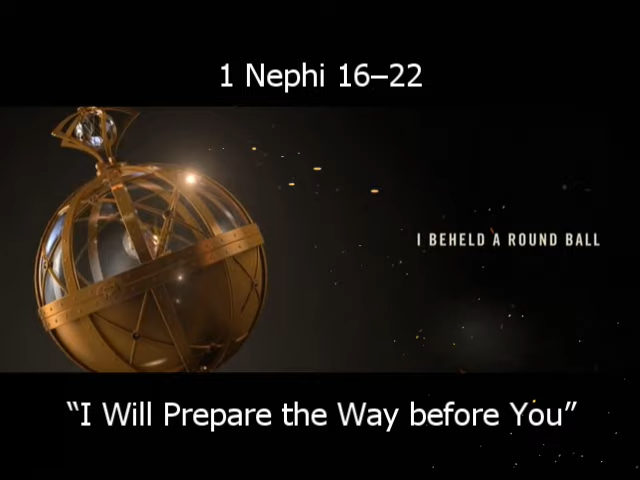 1 Nephi 16–22
I BEHELD A ROUND BALL
“I Will Prepare the Way before You”